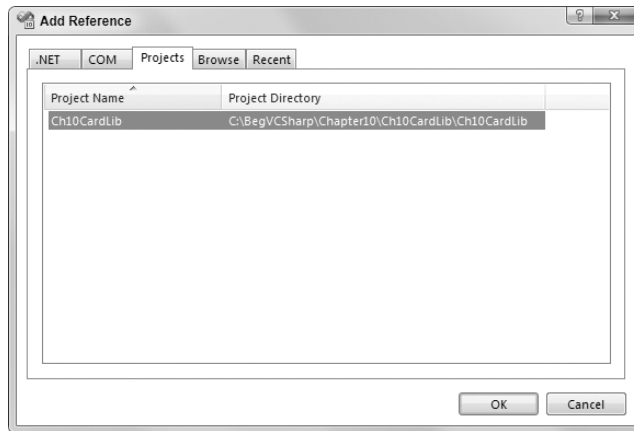 Add Reference
.NET COM Projects Browse Recent
Project Name Project Directory
Ch10CardLib C:\BegVCSharp\Chapter10\Ch10CardLib\Ch10CardLib
OK Cancel